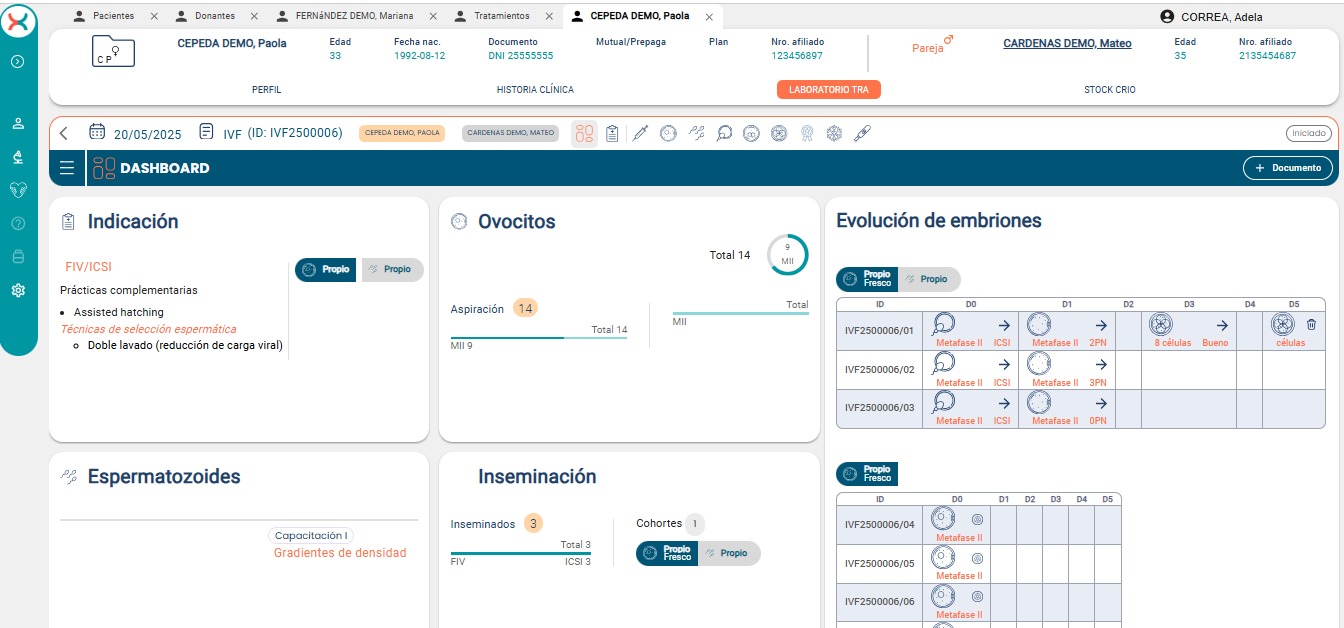 Pacientes
Donantes
FERNáNDEZ DEMO, Mariana
Tratamientos
CEPEDA DEMO, Paola
CORREA, Adela
C P
CEPEDA DEMO, Paola
Edad
33
Fecha nac.
1992-08-12
Documento
DNI 25555555
Mutual/Prepaga
Plan
Nro. afiliado
123456897
Pareja
CARDENAS DEMO, Mateo
Edad
35
Nro. afiliado
2135454687
PERFIL
HISTORIA CLÍNICA
LABORATORIO TRA
STOCK CRIO
20/05/2025
IVF (ID: IVF2500006)
CEPEDA DEMO, PAOLA
CARDENAS DEMO, MATEO
Iniciado
DASHBOARD
+ Documento
Indicación
FIV/ICSI
Prácticas complementarias
Assisted hatching
Técnicas de selección espermática
Doble lavado (reducción de carga viral)
Propio
Propio
Ovocitos
Total 14
9
MII
Aspiración 14
Total 14
MII 9
Total
MII
Evolución de embriones
Propio
Fresco
Propio
ID D0 D1 D2 D3 D4 D5
IVF2500006/01
Metafase II ICSI
Metafase II 2PN
8 células Bueno
células
IVF2500006/02
Metafase II ICSI
Metafase II 3PN
IVF2500006/03
Metafase II ICSI
Metafase II 0PN
Propio
Fresco
ID D0 D1 D2 D3 D4 D5
IVF2500006/04
Metafase II
IVF2500006/05
Metafase II
IVF2500006/06
Metafase II
Espermatozoides
Capacitación I
Gradientes de densidad
Inseminación
Inseminados 3
Total 3
FIV ICSI 3
Cohortes 1
Propio
Fresco
Propio